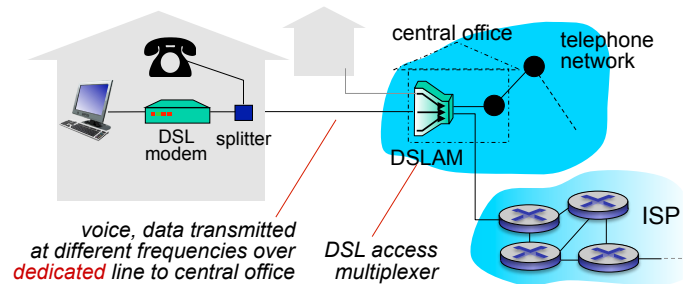 central office
telephone
network
DSL
modem
splitter
DSLAM
ISP
voice, data transmitted
at different frequencies over
dedicated line to central office
DSL access
multiplexer